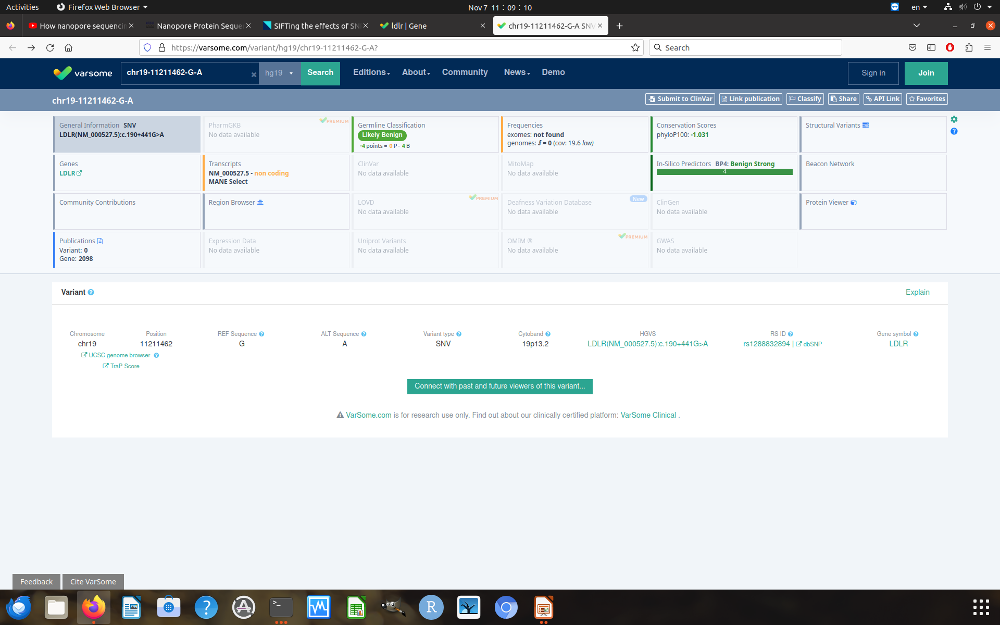 Activities
Firefox Web Browser
Nov 7  11:09:10
en
How nanopore sequencin
Nanopore Protein Seque
SIFTing the effects of SN
ldlr | Gene
chr19-11211462-G-A SNV
https://varsome.com/variant/hg19/chr19-11211462-G-A?
Search
varsome
chr19-11211462-G-A
hg19
Search
Editions
About
Community
News
Demo
Sign in
Join
chr19-11211462-G-A
Submit to ClinVar
Link publication
Classify
Share
API Link
Favorites
General Information SNV
LDLR(NM_000527.5):c.190+441G>A
PREMIUM
PharmGKB
No data available
Germline Classification
Likely Benign
-4 points = 0 P - 4 B
Frequencies
exomes: not found
genomes: f = 0 (cov: 19.6 low)
Conservation Scores
phyloP100: -1.031
Structural Variants
Genes
LDLR
Transcripts
NM_000527.5 - non coding
MANE Select
ClinVar
No data available
MitoMap
No data available
In-Silico Predictors BP4: Benign Strong
4
Beacon Network
Community Contributions
Region Browser
PREMIUM
LOVD
No data available
New
Deafness Variation Database
No data available
ClinGen
No data available
Protein Viewer
Publications
Variant: 0
Gene: 2098
Expression Data
No data available
Uniprot Variants
No data available
PREMIUM
OMIM ®
No data available
GWAS
No data available
Variant
Explain
Chromosome
chr19
Position
11211462
UCSC genome browser
TraP Score
REF Sequence
G
ALT Sequence
A
Variant type
SNV
Cytoband
19p13.2
HGVS
LDLR(NM_000527.5):c.190+441G>A
RS ID
rs1288832894 | dbSNP
Gene symbol
LDLR
Connect with past and future viewers of this variant...
VarSome.com is for research use only. Find out about our clinically certified platform: VarSome Clinical .
Feedback
Cite VarSome
>_
?
A
R